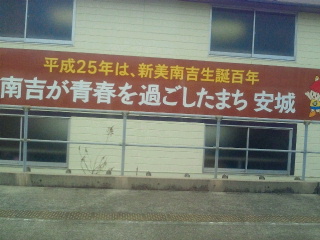 平成25年は、新美南吉生誕百年
南吉が青春を過ごしたまち 安城